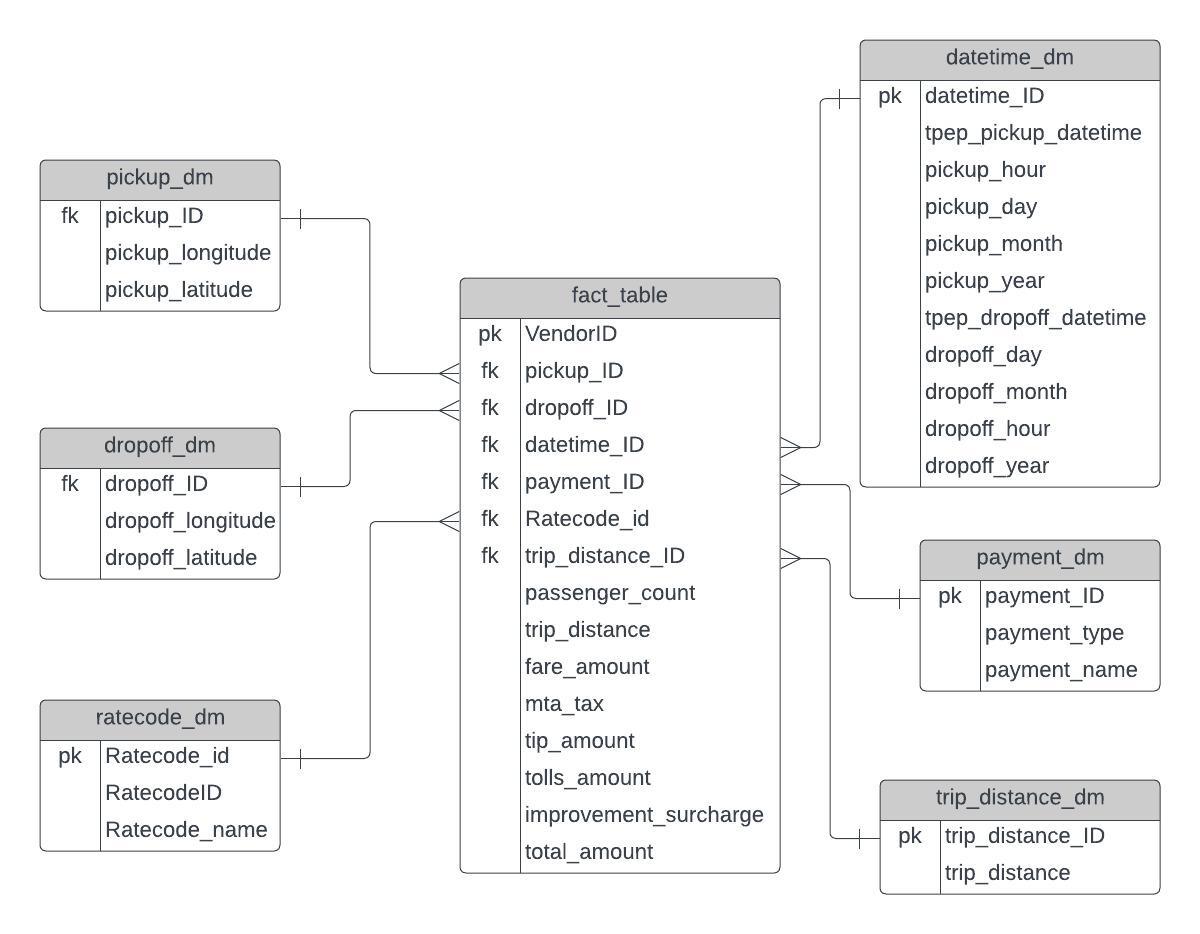 datetime_dm
pk datetime_ID
tpep_pickup_datetime
pickup_hour
pickup_day
pickup_month
pickup_year
tpep_dropoff_datetime
dropoff_day
dropoff_month
dropoff_hour
dropoff_year
pickup_dm
fk pickup_ID
pickup_longitude
pickup_latitude
fact_table
pk VendorID
fk pickup_ID
fk dropoff_ID
fk datetime_ID
fk payment_ID
fk Ratecode_id
fk trip_distance_ID
passenger_count
trip_distance
fare_amount
mta_tax
tip_amount
tolls_amount
improvement_surcharge
total_amount
dropoff_dm
fk dropoff_ID
dropoff_longitude
dropoff_latitude
payment_dm
pk payment_ID
payment_type
payment_name
ratecode_dm
pk Ratecode_id
RatecodeID
Ratecode_name
trip_distance_dm
pk trip_distance_ID
trip_distance